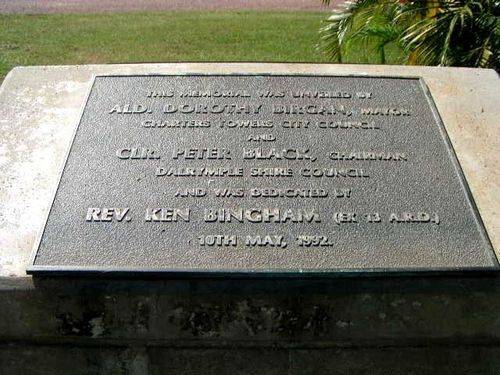 THIS MEMORIAL WAS UNVEILED BY
ALD. DOROTHY BIRGAN, MAYOR
CHARTERS TOWERS CITY COUNCIL
AND
CLR. PETER BLACK, CHAIRMAN
DALRYMPLE SHIRE COUNCIL
AND WAS DEDICATED BY
REV. KEN BINGHAM (EX 13 A.R.D.)
10TH MAY, 1992.